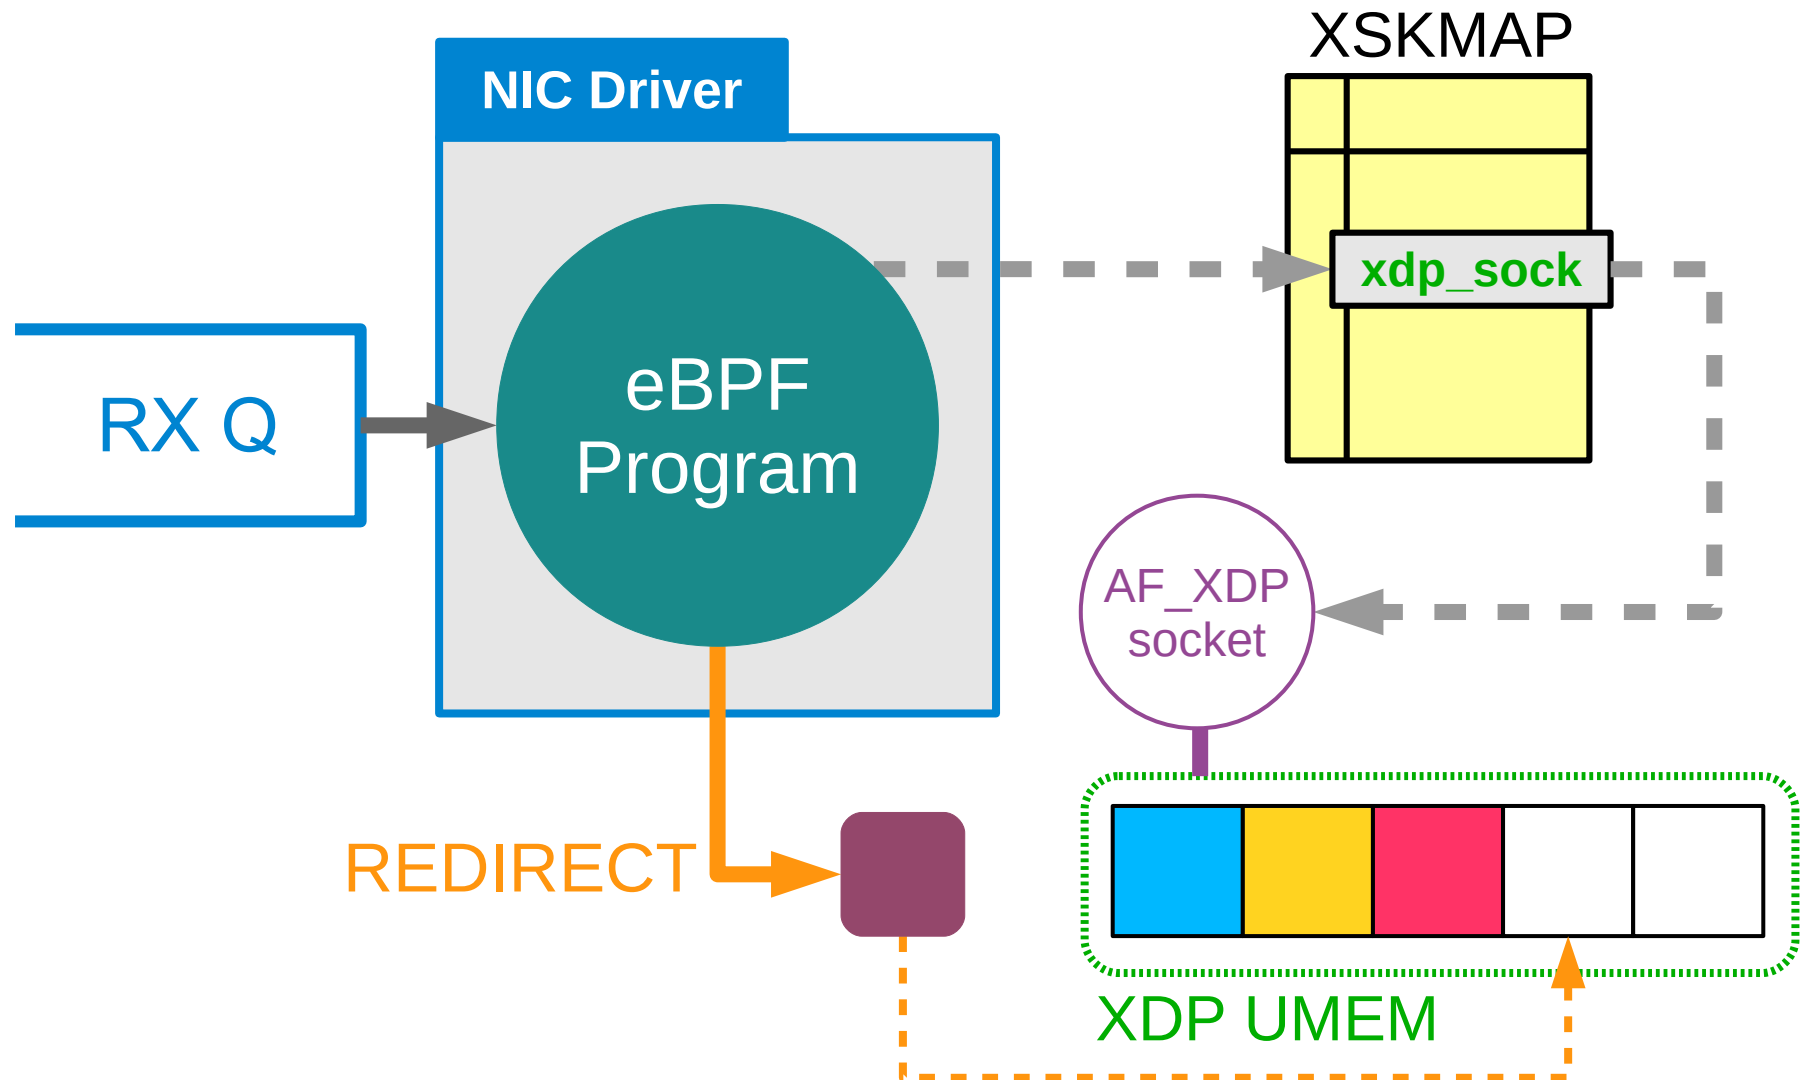 XSKMAP
NIC Driver
xdp_sock
eBPF
Program
RX Q
AF_XDP
socket
REDIRECT
XDP UMEM